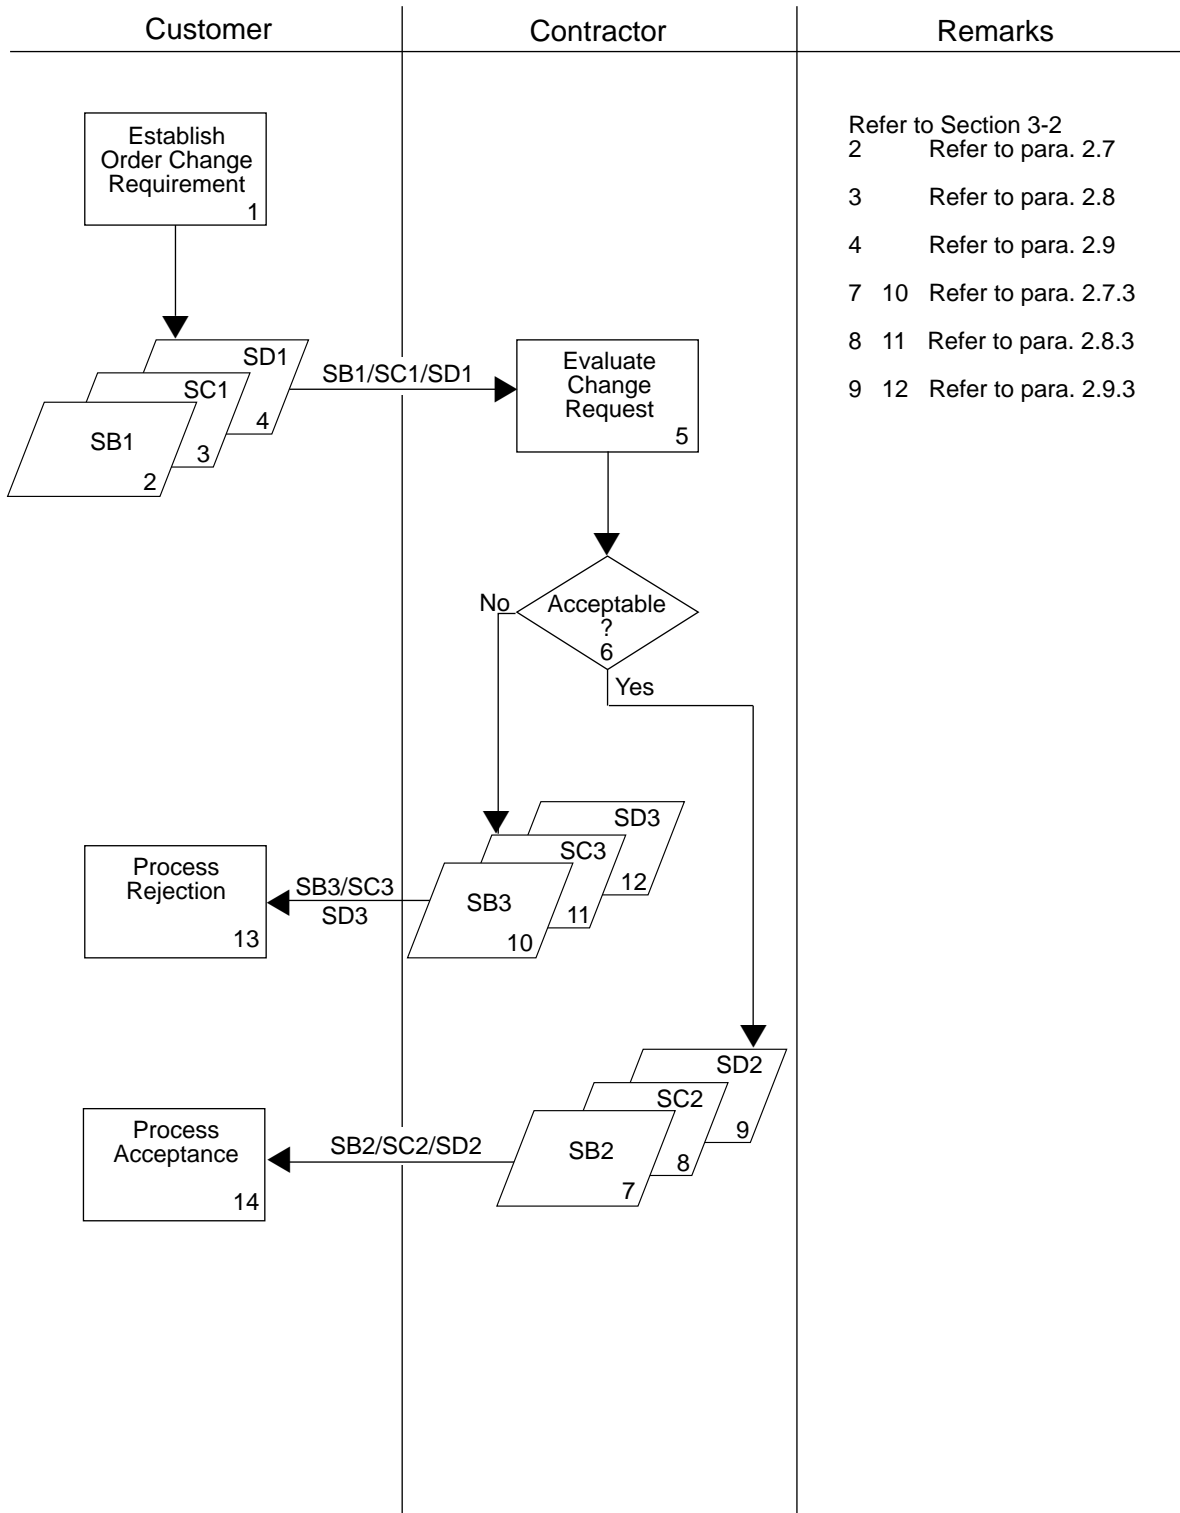 Customer
Contractor
Remarks
Establish
Order Change
Requirement
1
SD1
SC1
SB1
4
3
2
SB1/SC1/SD1
Evaluate
Change
Request
5
Acceptable
?
6
No
Yes
SD3
SC3
SB3
12
11
10
SB3/SC3
SD3
Process
Rejection
13
SD2
SC2
SB2
9
8
7
SB2/SC2/SD2
Process
Acceptance
14
Refer to Section 3-2
2 Refer to para. 2.7
3 Refer to para. 2.8
4 Refer to para. 2.9
7 10 Refer to para. 2.7.3
8 11 Refer to para. 2.8.3
9 12 Refer to para. 2.9.3